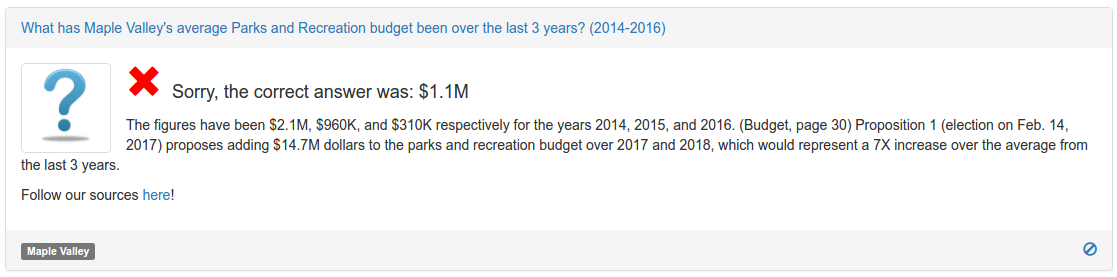 What has Maple Valley's average Parks and Recreation budget been over the last 3 years? (2014-2016)
Sorry, the correct answer was: $1.1M
The figures have been $2.1M, $960K, and $310K respectively for the years 2014, 2015, and 2016. (Budget, page 30) Proposition 1 (election on Feb. 14,
2017) proposes adding $14.7M dollars to the parks and recreation budget over 2017 and 2018, which would represent a 7X increase over the average from
the last 3 years.
Follow our sources here!
Maple Valley